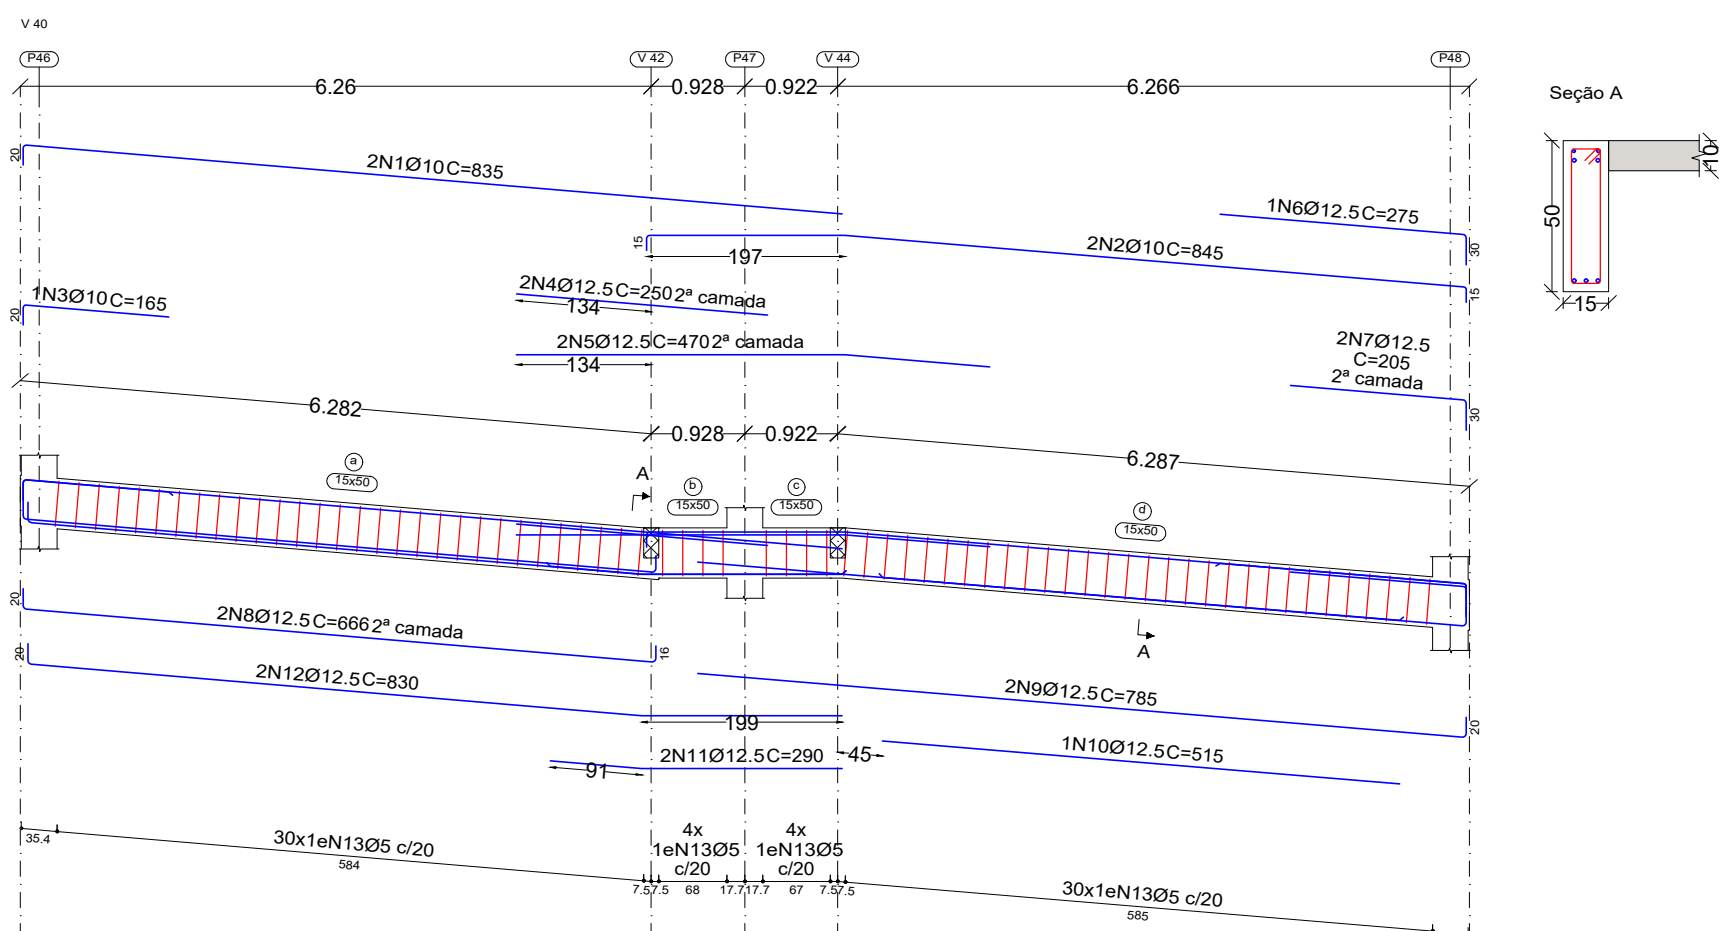 V 40
P46
V 42
P47
V 44
P48
6.26
0.928
0.922
6.266
Seção A
20
2N1Ø10C=835
10
50
15
1N6Ø12.5C=275
30
15
2N2Ø10C=845
197
15
1N3Ø10C=165
20
2N4Ø12.5C=250 2ª camada
134
2N5Ø12.5C=470 2ª camada
134
2N7Ø12.5
C=205
2ª camada
30
6.282
0.928
0.922
6.287
a
15x50
A
b
15x50
c
15x50
d
15x50
20
2N8Ø12.5C=666 2ª camada
16
A
20
2N12Ø12.5C=830
2N9Ø12.5C=785
20
199
2N11Ø12.5C=290
91
45
1N10Ø12.5C=515
35.4
30x1eN13Ø5 c/20
584
4x
1eN13Ø5
c/20
4x
1eN13Ø5
c/20
7.5
7.5
68
17.7
17.7
67
7.5
7.5
30x1eN13Ø5 c/20
585